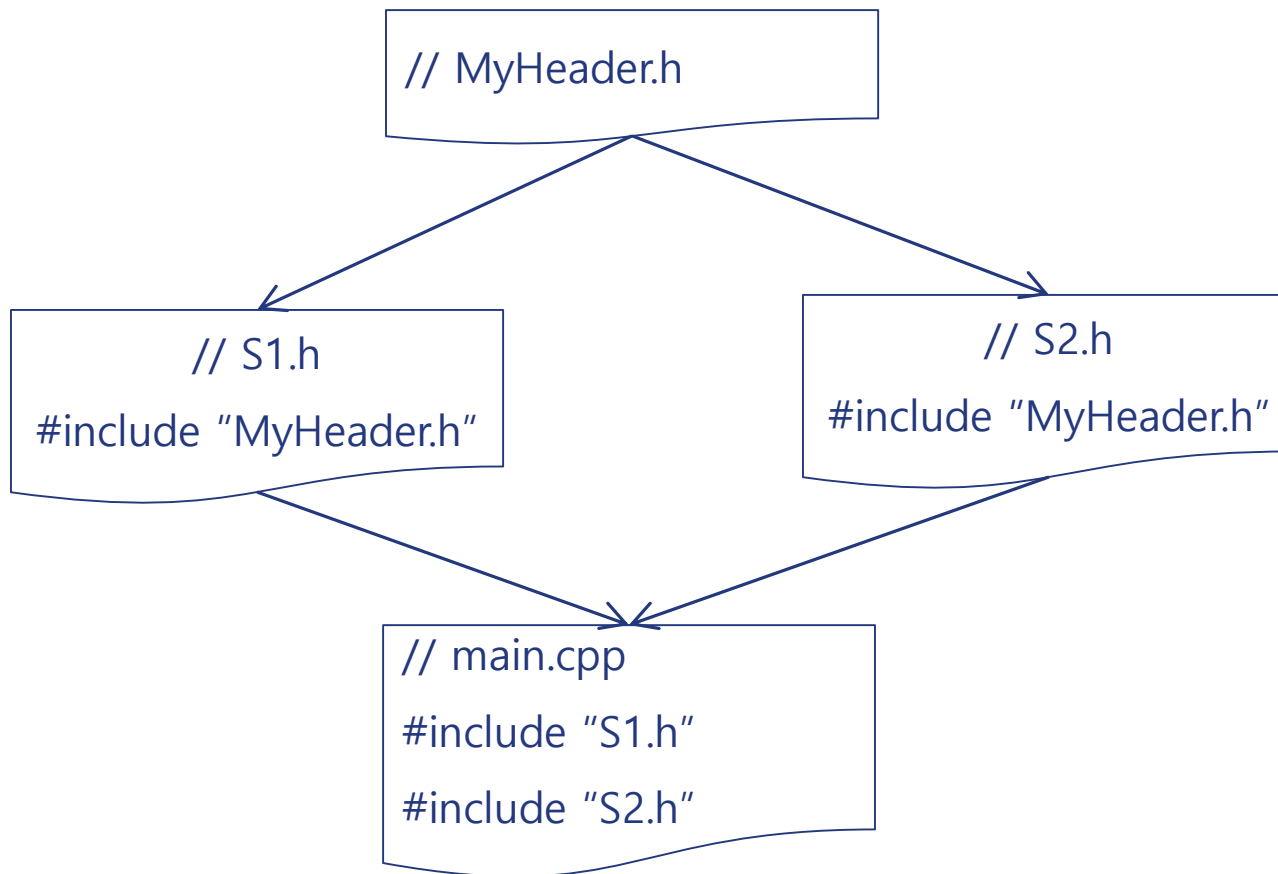 // MyHeader.h
// S1.h
#include “MyHeader.h”
// S2.h
#include “MyHeader.h”
// main.cpp
#include “S1.h”
#include “S2.h”